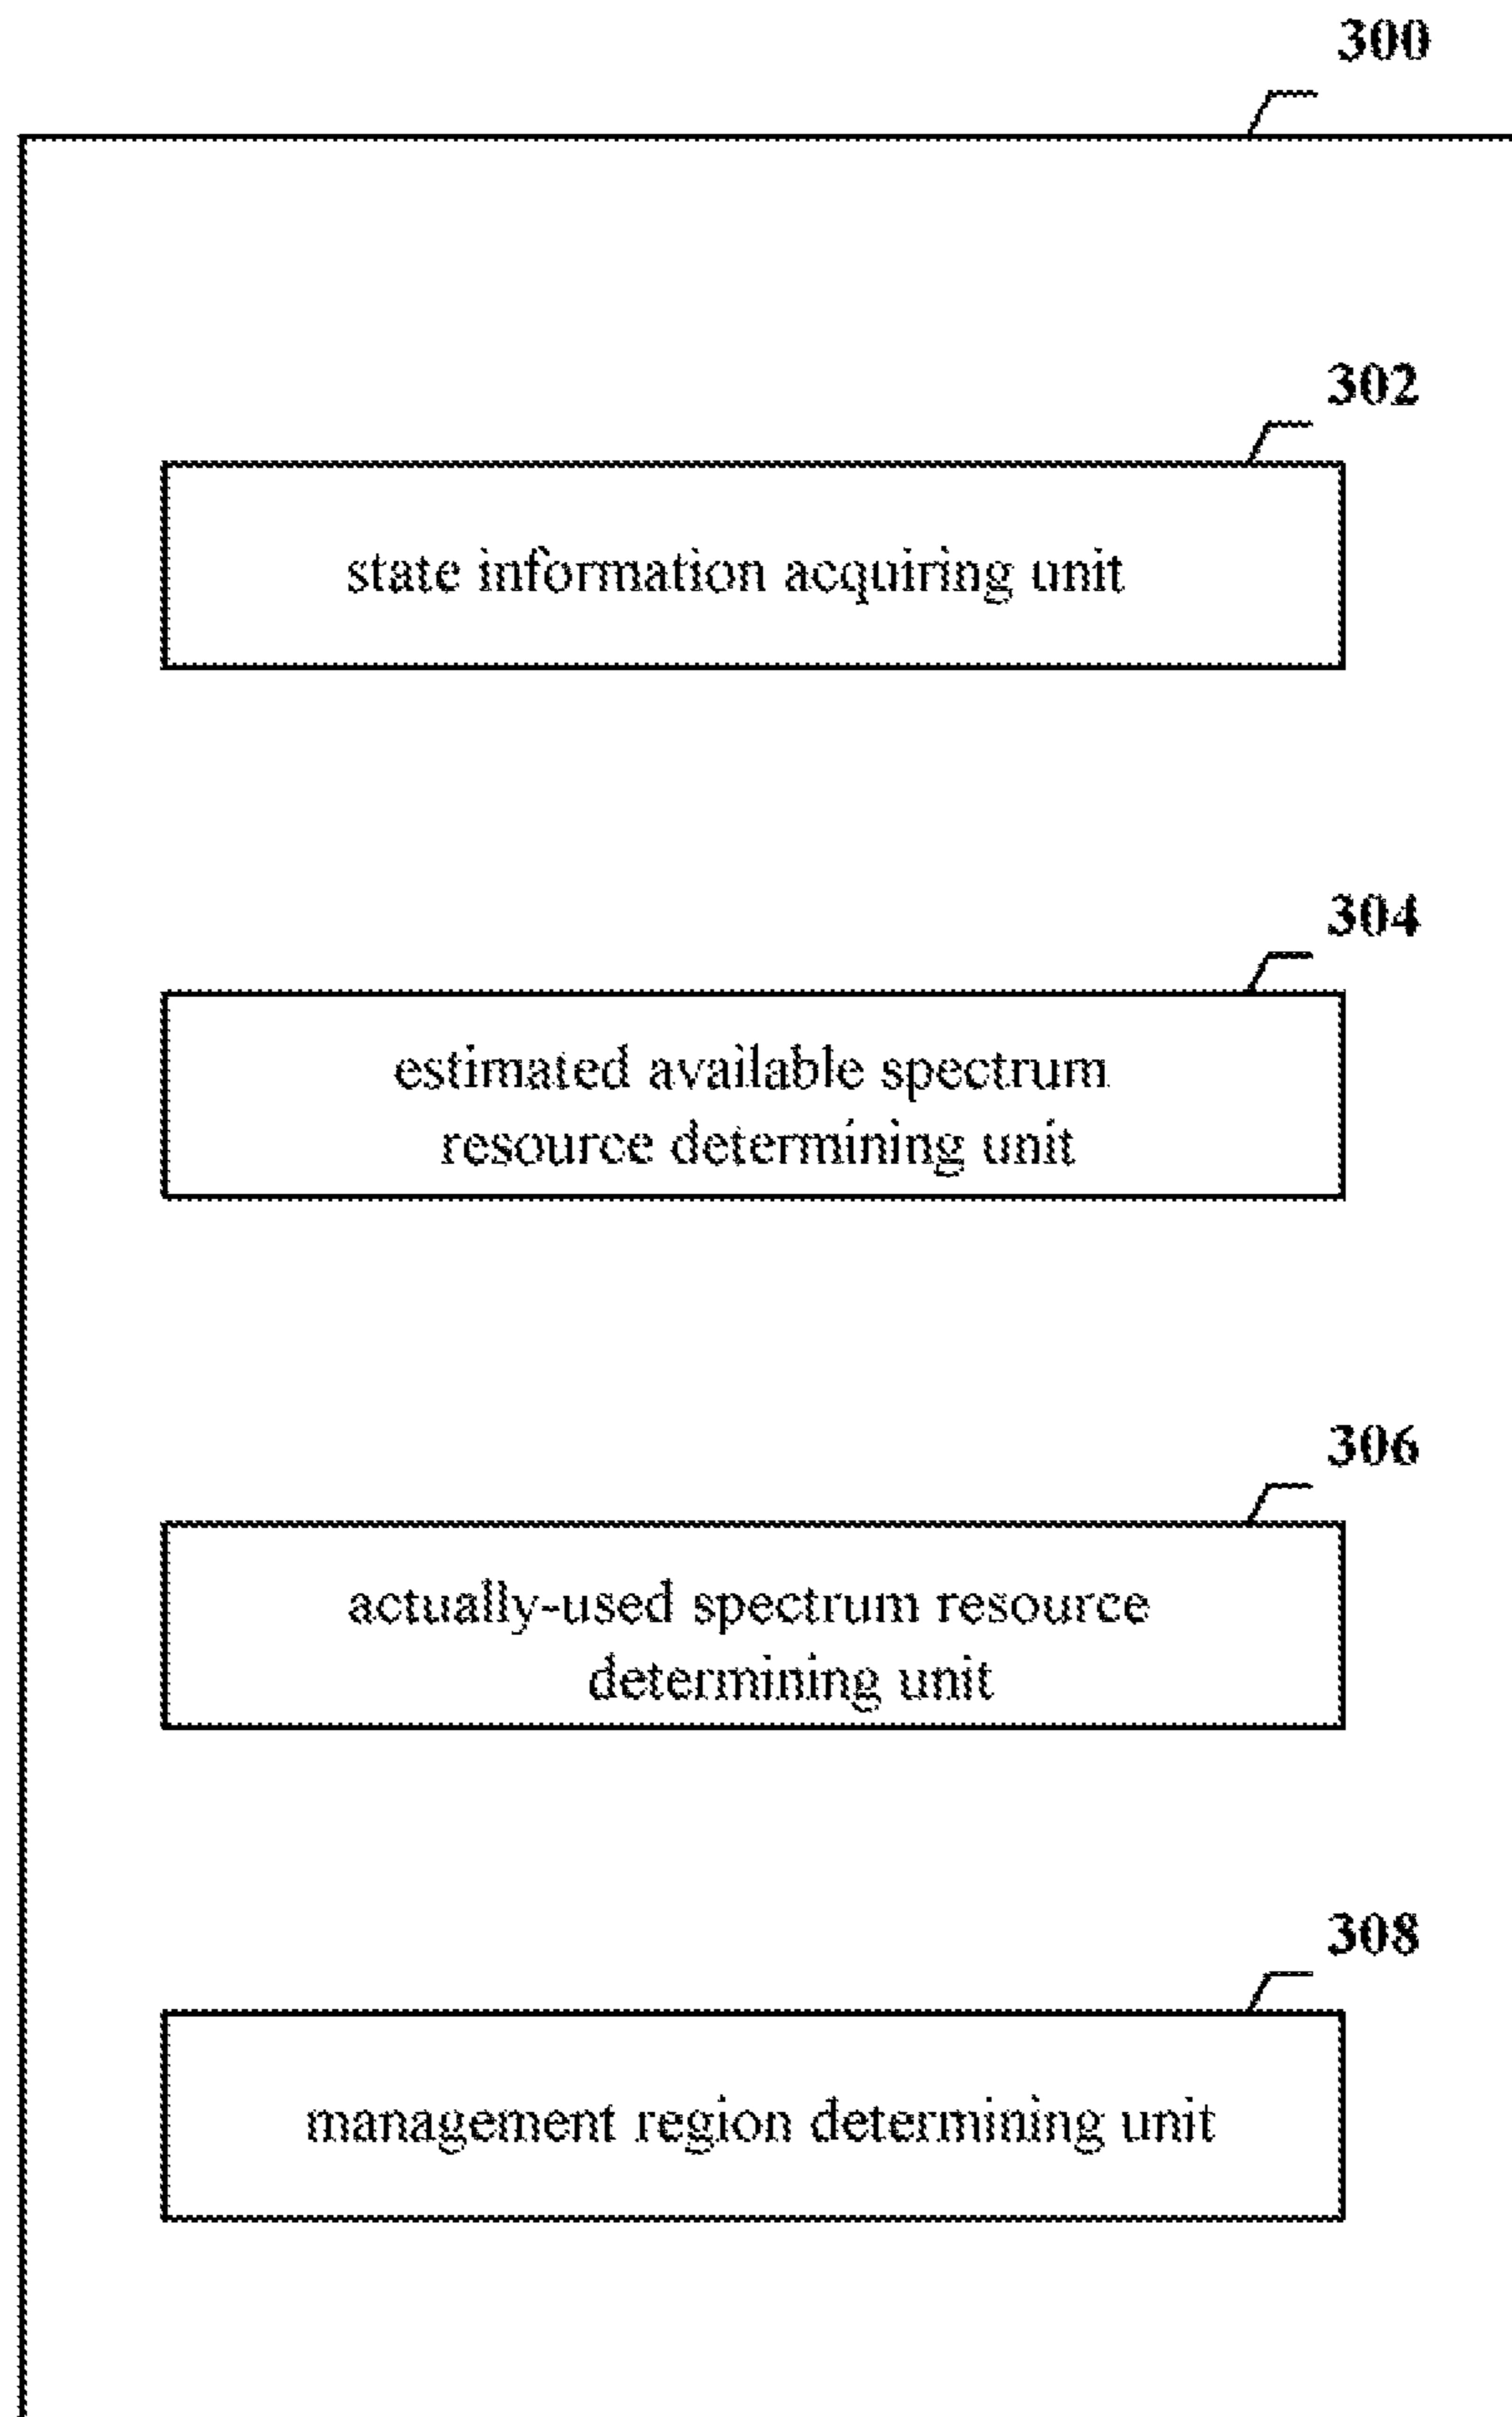 300
302
state information acquiring unit
304
estimated available spectrum
resource determining unit
306
actually-used spectrum resource
determining unit
308
management region determining unit